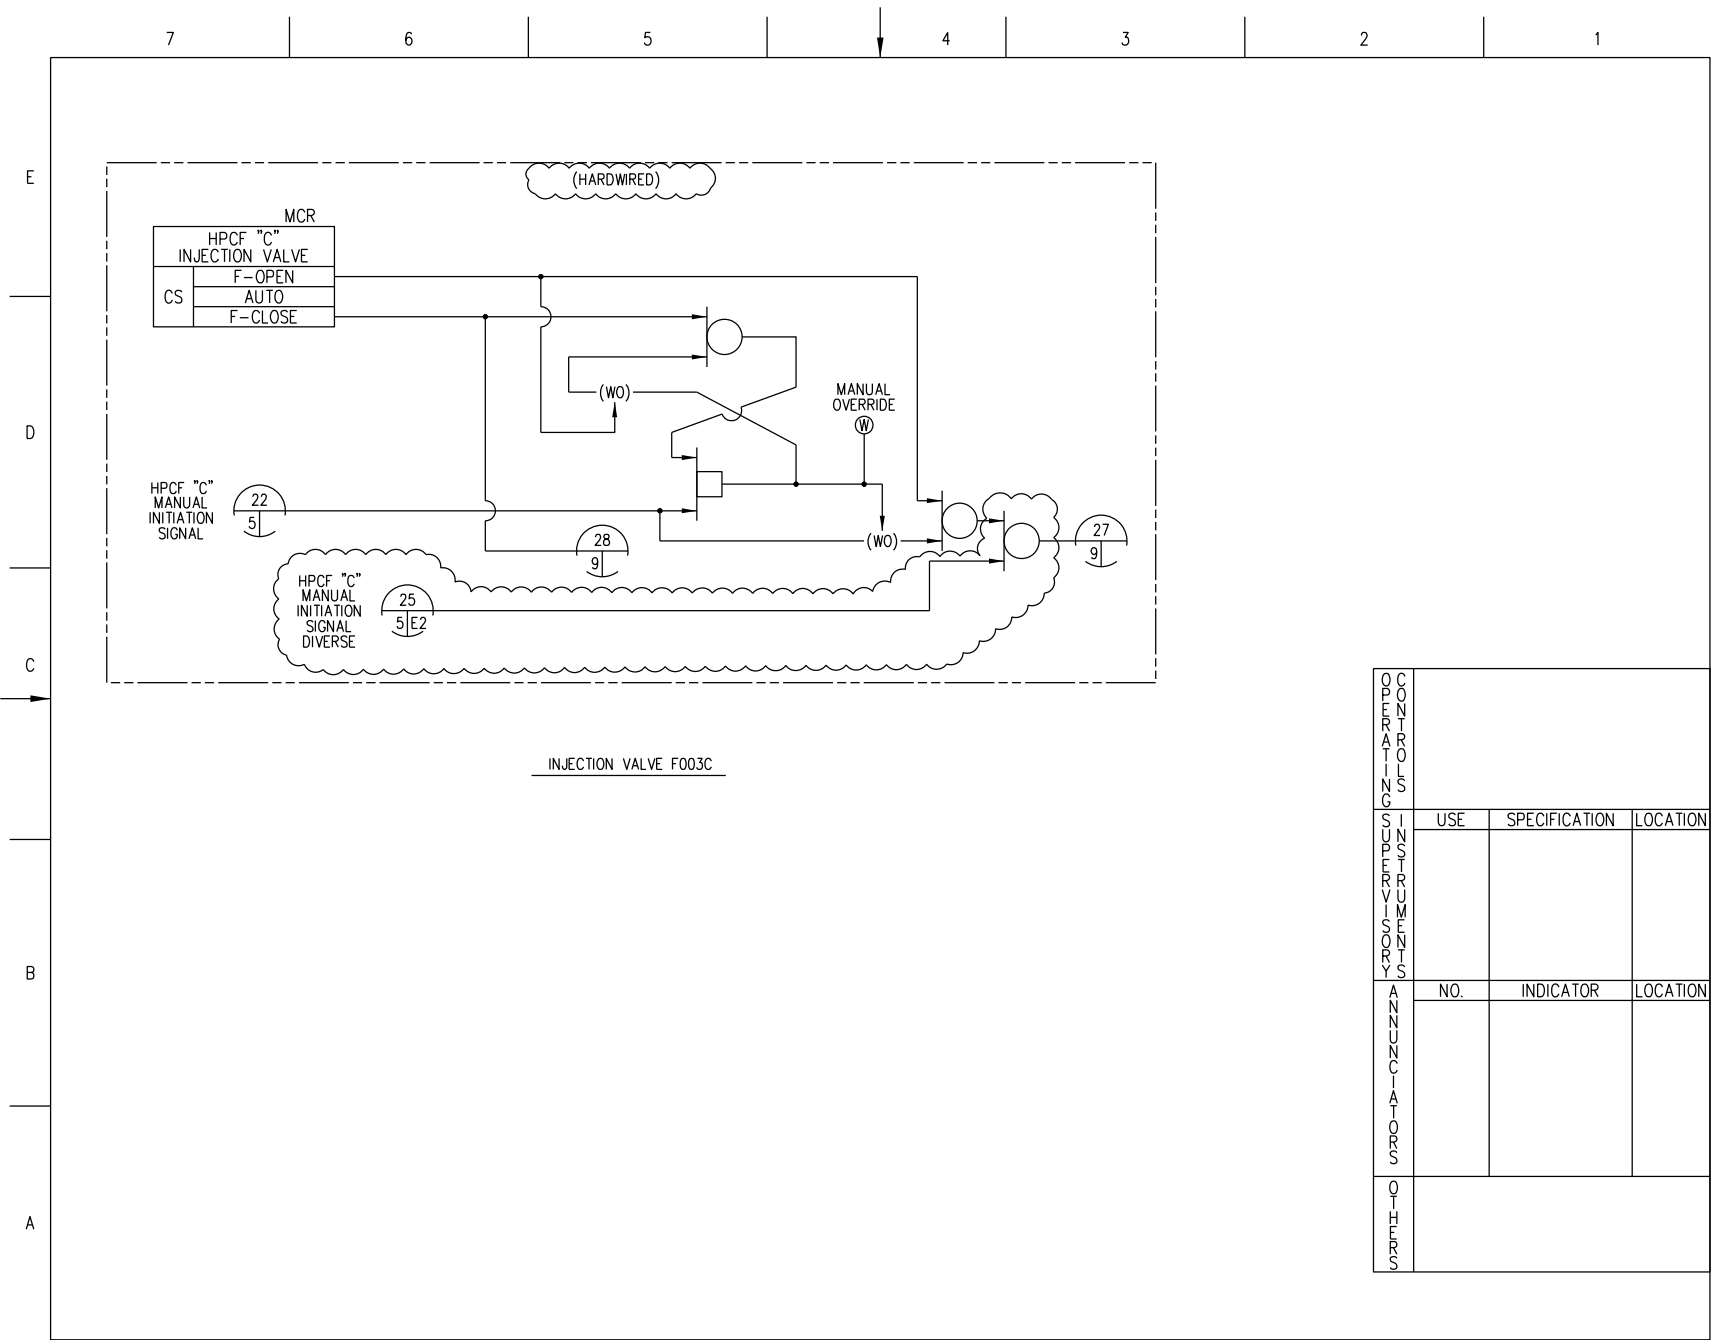 7 6 5 4 3 2 1
E
D
C
B
A
(HARDWIRED)
MCR
HPCF "C"
INJECTION VALVE
CS
F-OPEN
AUTO
F-CLOSE
(WO)
MANUAL
OVERRIDE
W
HPCF "C"
MANUAL
INITIATION
SIGNAL
22
5
28
9
(WO)
27
9
HPCF "C"
MANUAL
INITIATION
SIGNAL
DIVERSE
25
5 E2
INJECTION VALVE F003C
OPERATING
CONTROLS
SUPERVISORY
INSTRUMENTS
USE SPECIFICATION LOCATION
ANNUNCIATORS
NO. INDICATOR LOCATION
OTHERS